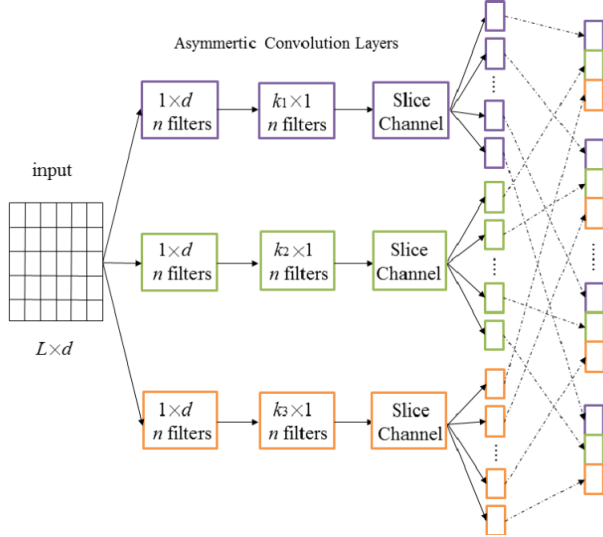 Asymmertic Convolution Layers
input
L×d
1×d
n filters
k1×1
n filters
Slice
Channel
1×d
n filters
k2×1
n filters
Slice
Channel
1×d
n filters
k3×1
n filters
Slice
Channel